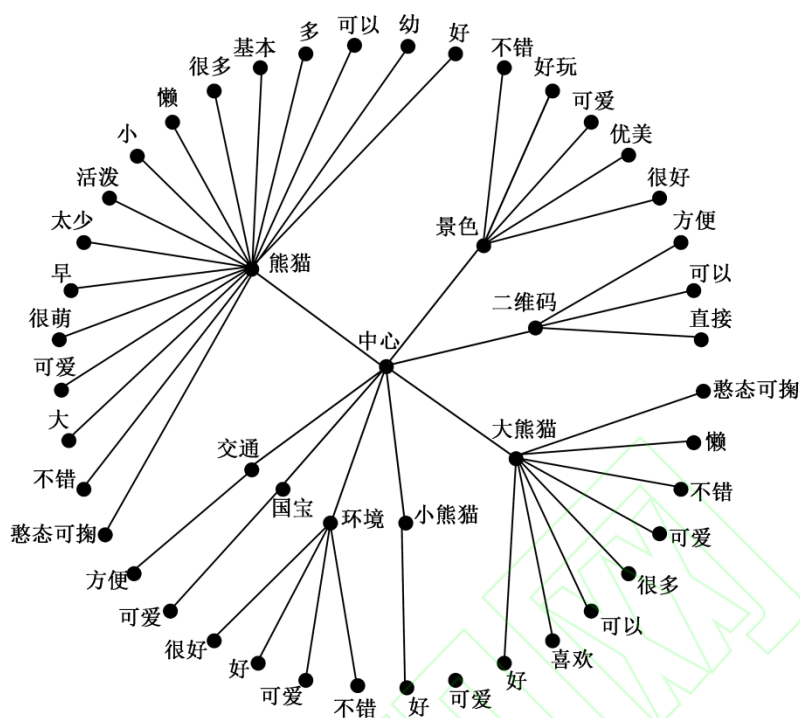 好
幼
可以
多
基本
很多
懒
小
活泼
太少
早
很萌
可爱
大
不错
憨态可掬
熊猫
不错
好玩
可爱
优美
很好
景色
方便
可以
直接
二维码
中心
憨态可掬
懒
不错
可爱
很多
可以
喜欢
好
大熊猫
可爱
交通
国宝
环境
小熊猫
方便
可爱
很好
好
可爱
不错
好